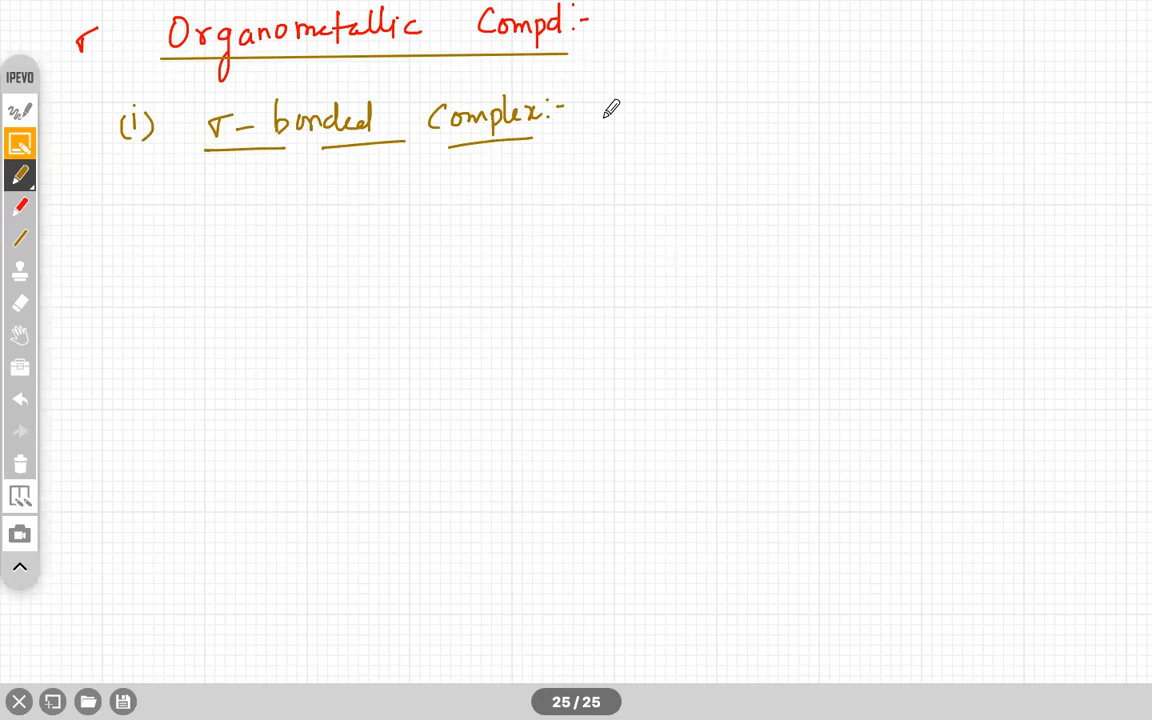 σ Organometallic Compd:-
IPEVO
(i) σ- bonded Complex:-
25 / 25